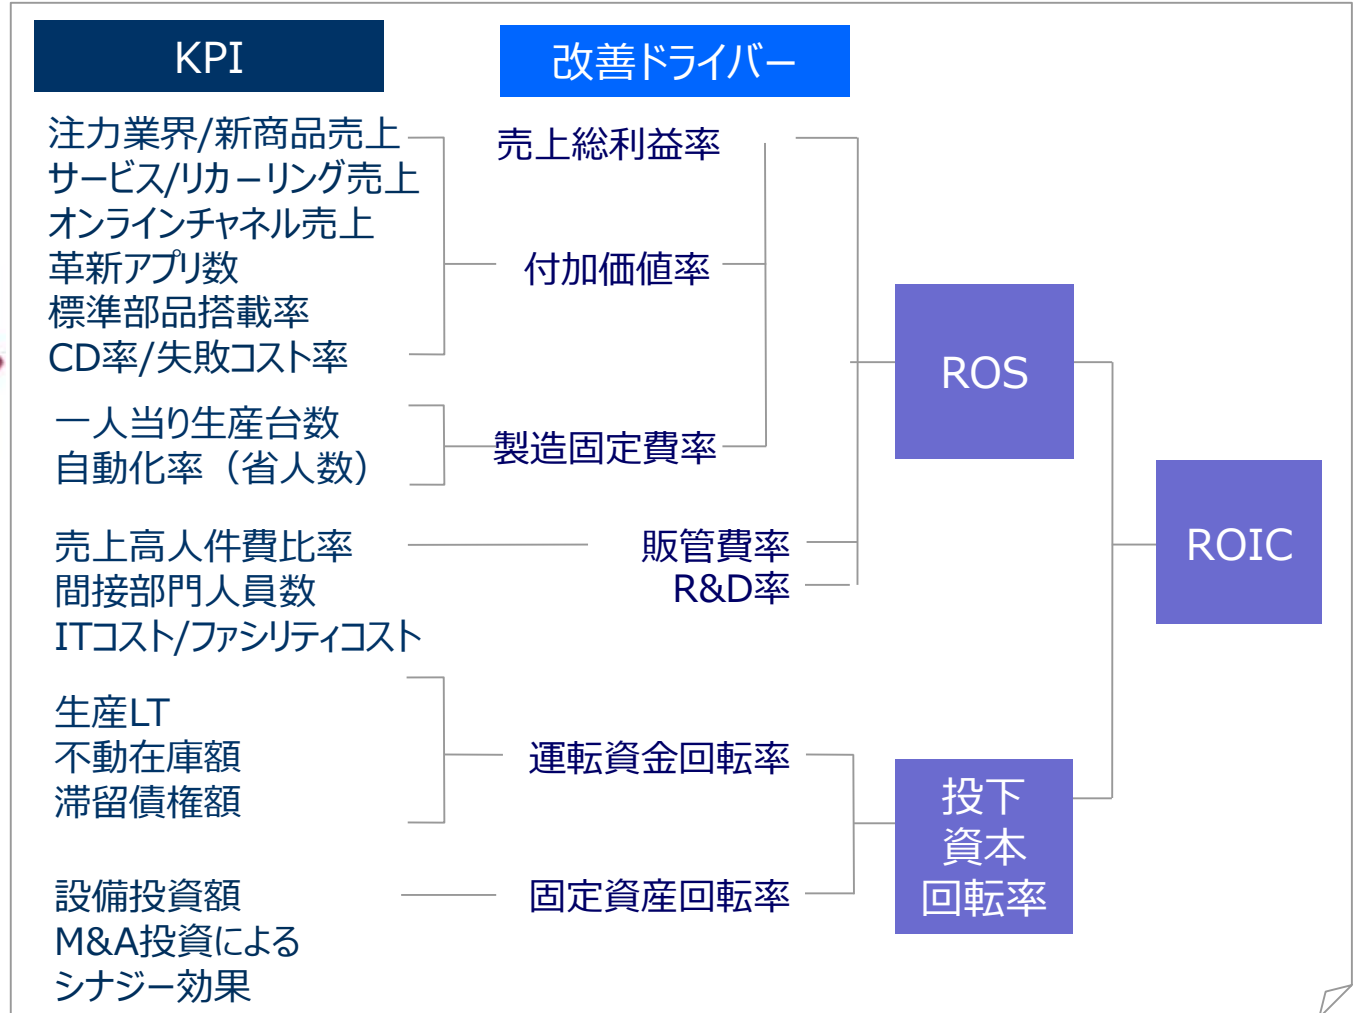 KPI
改善ドライバー
注力業界/新商品売上
サービス/リカーリング売上
オンラインチャネル売上
革新アプリ数
標準部品搭載率
CD率/失敗コスト率
一人当り生産台数
自動化率（省人数）
売上高人件費比率
間接部門人員数
ITコスト/ファシリティコスト
生産LT
不動在庫額
滞留債権額
設備投資額
M&A投資による
シナジー効果
売上総利益率
付加価値率
製造固定費率
販管費率
R&D率
運転資金回転率
固定資産回転率
ROS
投下
資本
回転率
ROIC